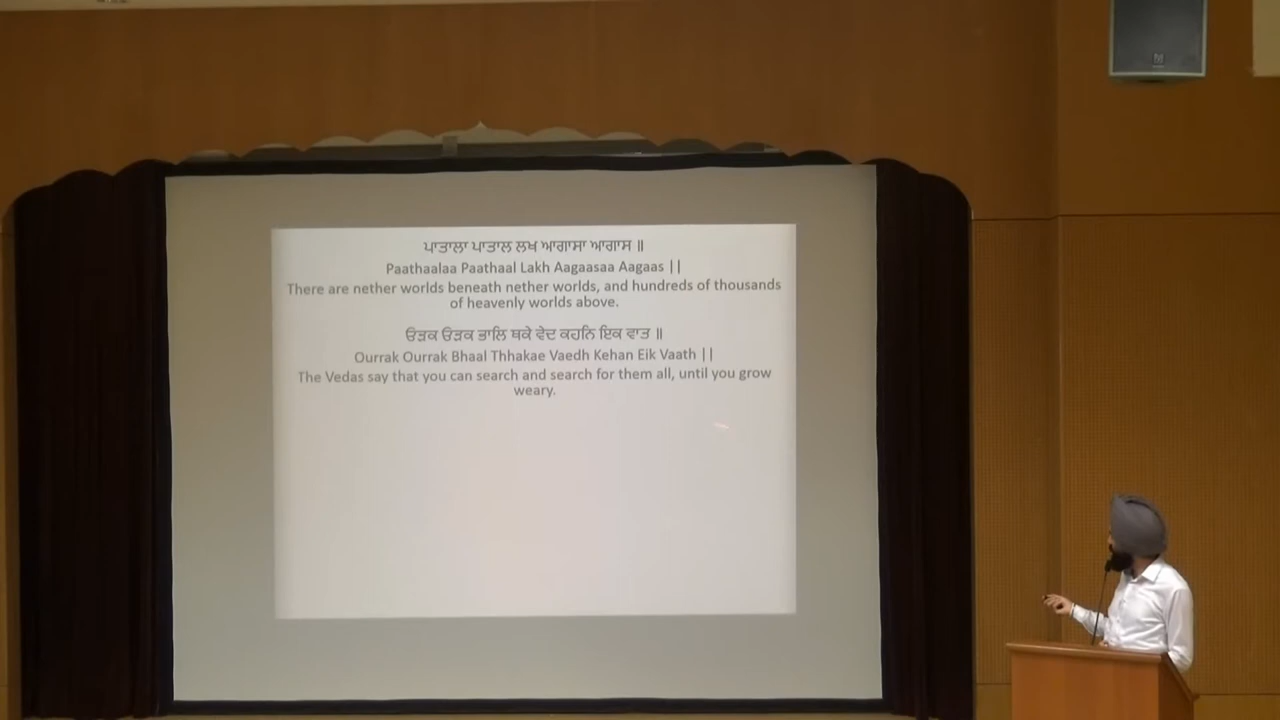 ਪਾਤਾਲਾ ਪਾਤਾਲ ਲਖ ਆਗਾਸਾ ਆਗਾਸ ॥
Paathaalaa Paathaal Lakh Aagaasaa Aagaas ||
There are nether worlds beneath nether worlds, and hundreds of thousands
of heavenly worlds above.
ਓੜਕ ਓੜਕ ਭਾਲਿ ਥਕੇ ਵੇਦ ਕਹਨਿ ਇਕ ਵਾਤ ॥
Ourrak Ourrak Bhaal Thhakae Vaedh Kehan Eik Vaath ||
The Vedas say that you can search and search for them all, until you grow
weary.